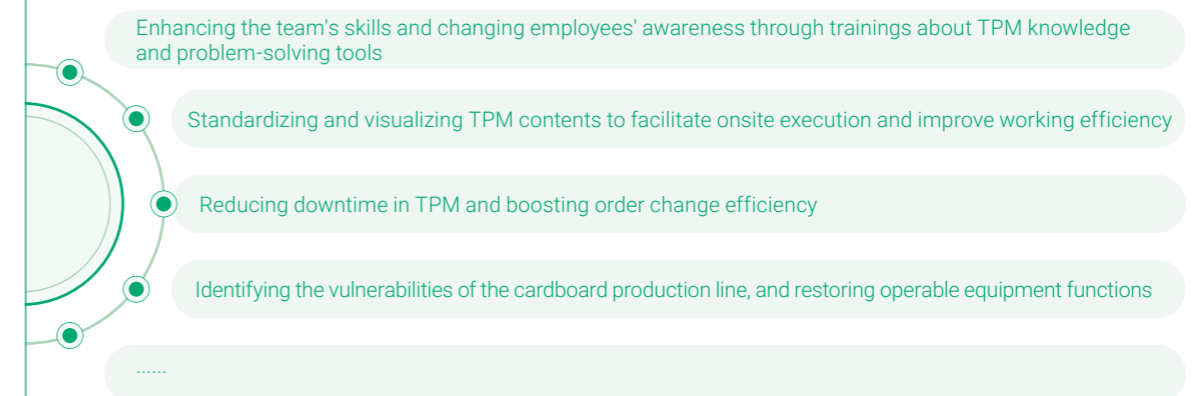 Enhancing the team's skills and changing employees' awareness through trainings about TPM knowledge
and problem-solving tools
Standardizing and visualizing TPM contents to facilitate onsite execution and improve working efficiency
Reducing downtime in TPM and boosting order change efficiency
Identifying the vulnerabilities of the cardboard production line, and restoring operable equipment functions
......